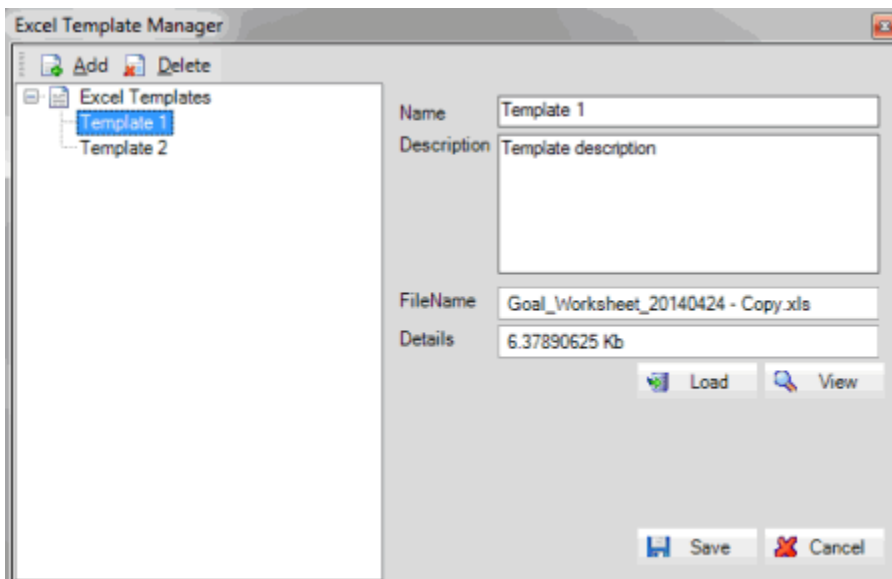 Excel Template Manager
Add Delete
Excel Templates
Template 1
Template 2
Name Template 1
Description Template description
FileName Goal_Worksheet_20140424 - Copy.xls
Details 6.37890625 Kb
Load View
Save Cancel